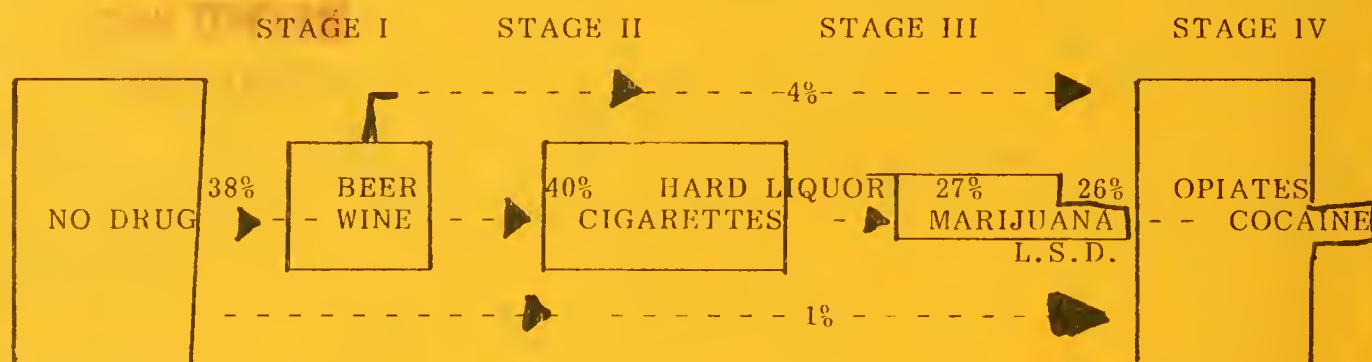 STAGE I STAGE II STAGE III STAGE IV
4%
38% BEER 40% HARD LIQUOR 27% 26% OPIATES
NO DRUG WINE CIGARETTES MARIJUANA COCAINE
L.S.D.
1%